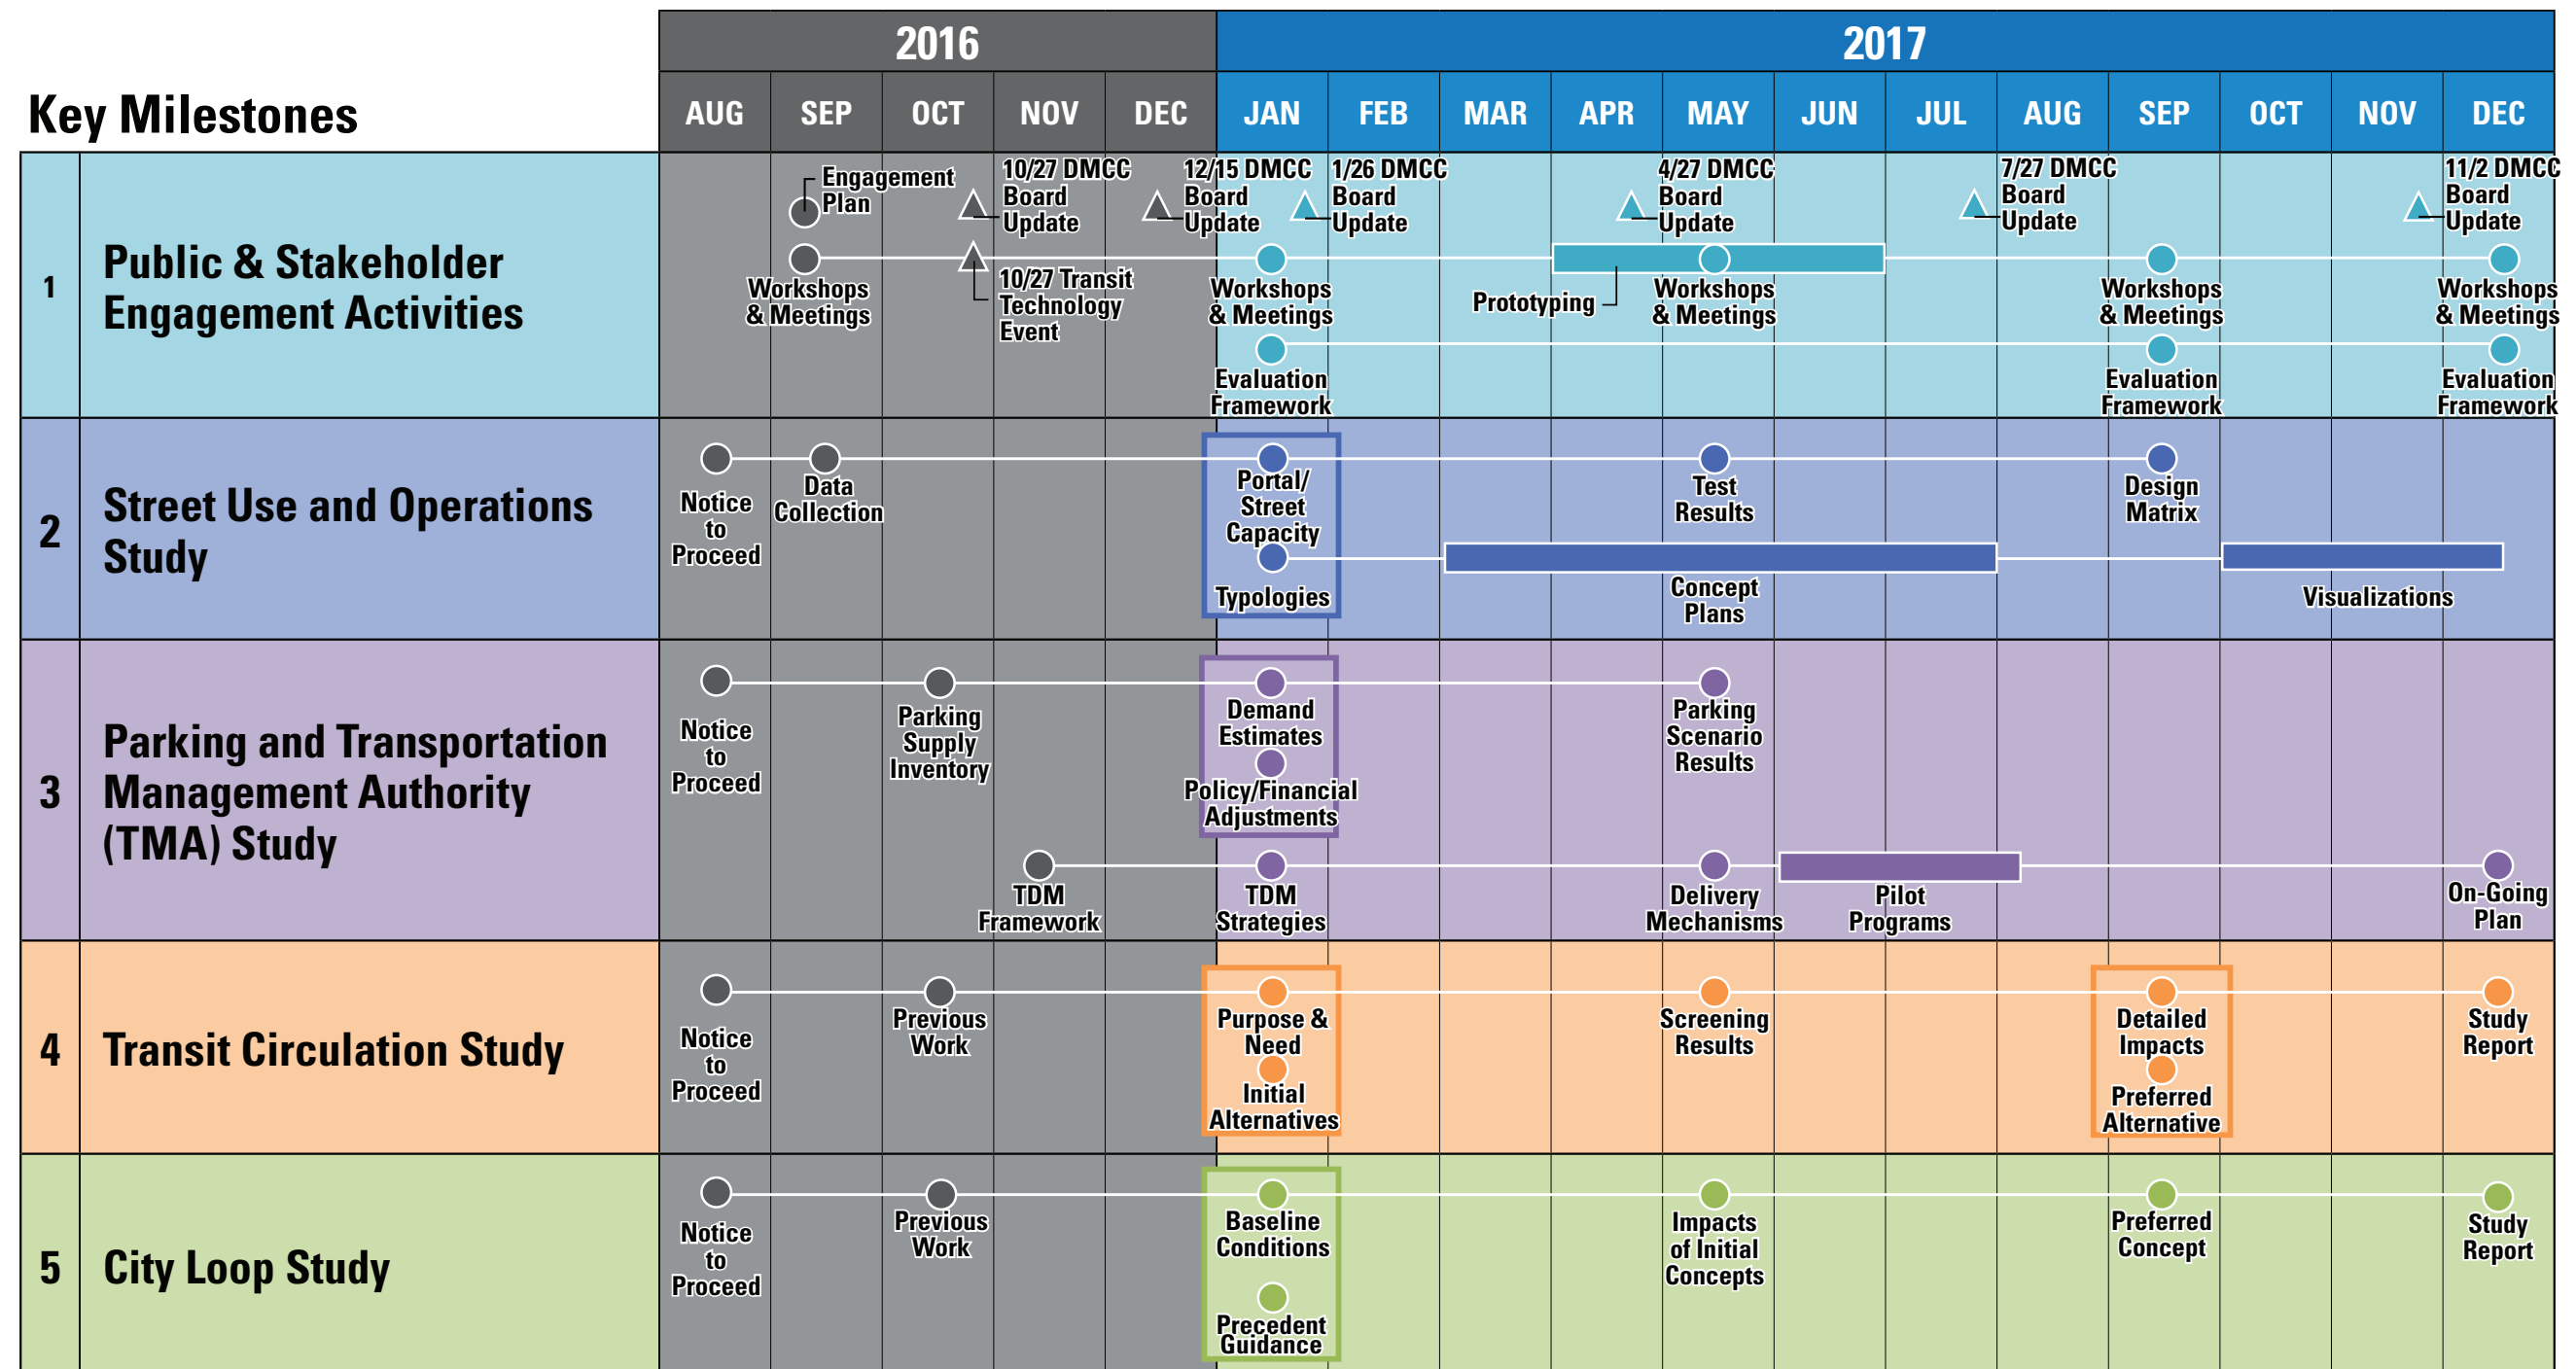 2016
2017
Key Milestones
AUG SEP OCT NOV DEC JAN FEB MAR APR MAY JUN JUL AUG SEP OCT NOV DEC
1
Public & Stakeholder
Engagement Activities
Engagement
Plan
10/27 DMCC
Board
Update
12/15 DMCC
Board
Update
1/26 DMCC
Board
Update
4/27 DMCC
Board
Update
7/27 DMCC
Board
Update
11/2 DMCC
Board
Update
Workshops
& Meetings
10/27 Transit
Technology
Event
Workshops
& Meetings
Prototyping
Workshops
& Meetings
Workshops
& Meetings
Workshops
& Meetings
Evaluation
Framework
Evaluation
Framework
Evaluation
Framework
2
Street Use and Operations
Study
Notice
to
Proceed
Data
Collection
Portal/
Street
Capacity
Test
Results
Design
Matrix
Typologies
Concept
Plans
Visualizations
3
Parking and Transportation
Management Authority
(TMA) Study
Notice
to
Proceed
Parking
Supply
Inventory
Demand
Estimates
Policy/Financial
Adjustments
Parking
Scenario
Results
TDM
Framework
TDM
Strategies
Delivery
Mechanisms
Pilot
Programs
On-Going
Plan
4
Transit Circulation Study
Notice
to
Proceed
Previous
Work
Purpose &
Need
Initial
Alternatives
Screening
Results
Detailed
Impacts
Preferred
Alternative
Study
Report
5
City Loop Study
Notice
to
Proceed
Previous
Work
Baseline
Conditions
Precedent
Guidance
Impacts
of Initial
Concepts
Preferred
Concept
Study
Report